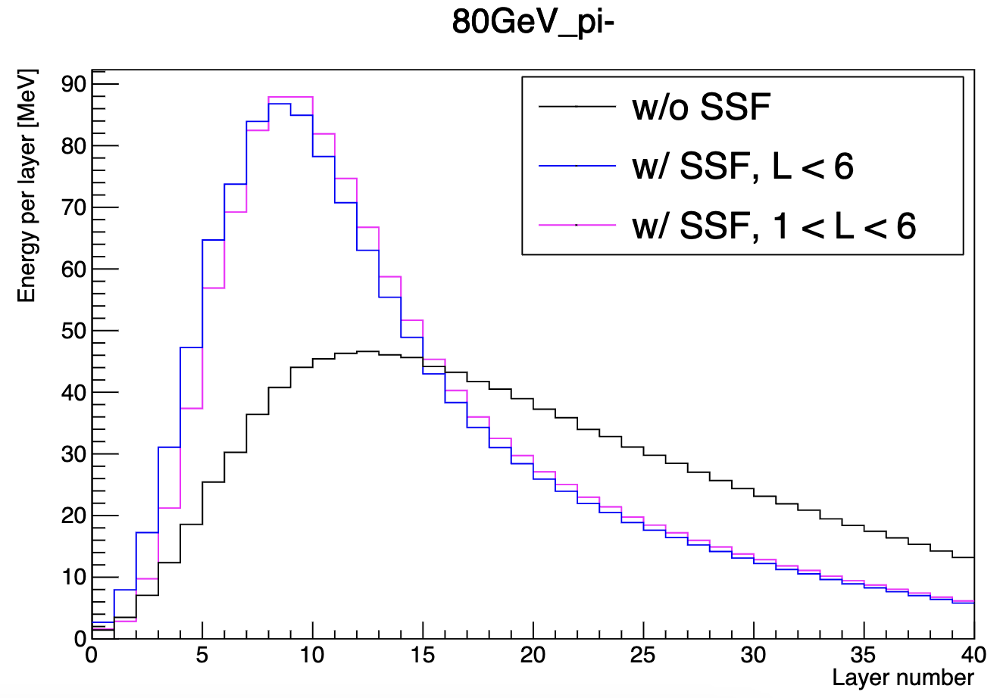 80GeV_pi-
Energy per layer [MeV]
90
80
70
60
50
40
30
20
10
0
w/o SSF
w/ SSF, L < 6
w/ SSF, 1 < L < 6
0 5 10 15 20 25 30 35 40
Layer number